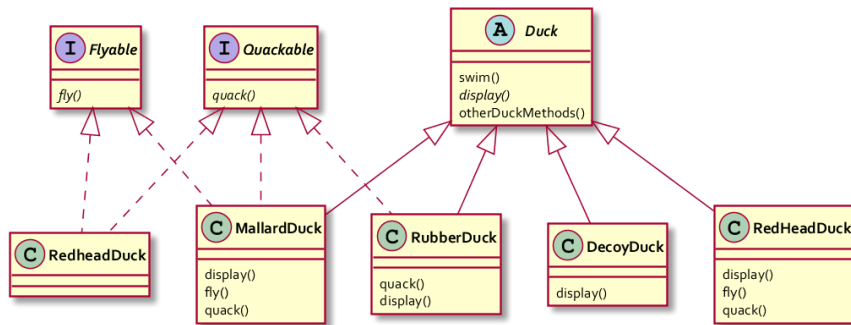 I Flyable
fly()
I Quackable
quack()
A Duck
swim()
display()
otherDuckMethods()
C RedheadDuck
C MallardDuck
display()
fly()
quack()
C RubberDuck
quack()
display()
C DecoyDuck
display()
C RedHeadDuck
display()
fly()
quack()